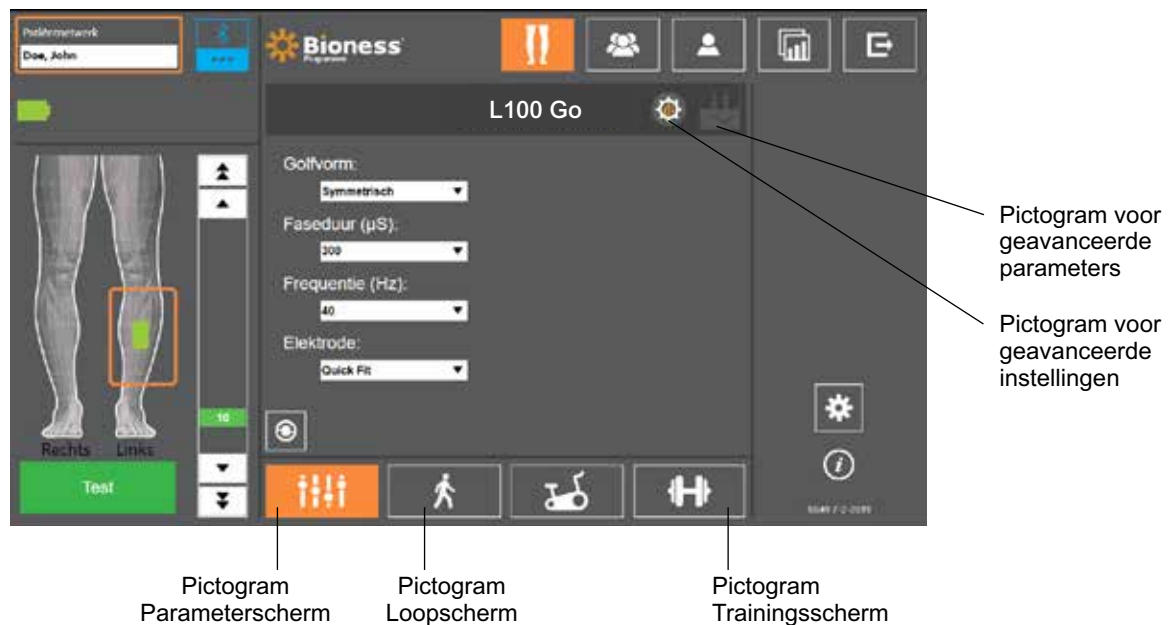 Doe, John
Bioness
L100 Go
Golfvorm:
Symmetrisch
Faseduur (µS):
300
Frequentie (Hz):
40
Elektrode:
Quick Fit
10
Rechts Links
Test
Pictogram voor
geavanceerde
parameters
Pictogram voor
geavanceerde
instellingen
Pictogram
Parameterscherm
Pictogram
Loopscherm
Pictogram
Trainingsscherm